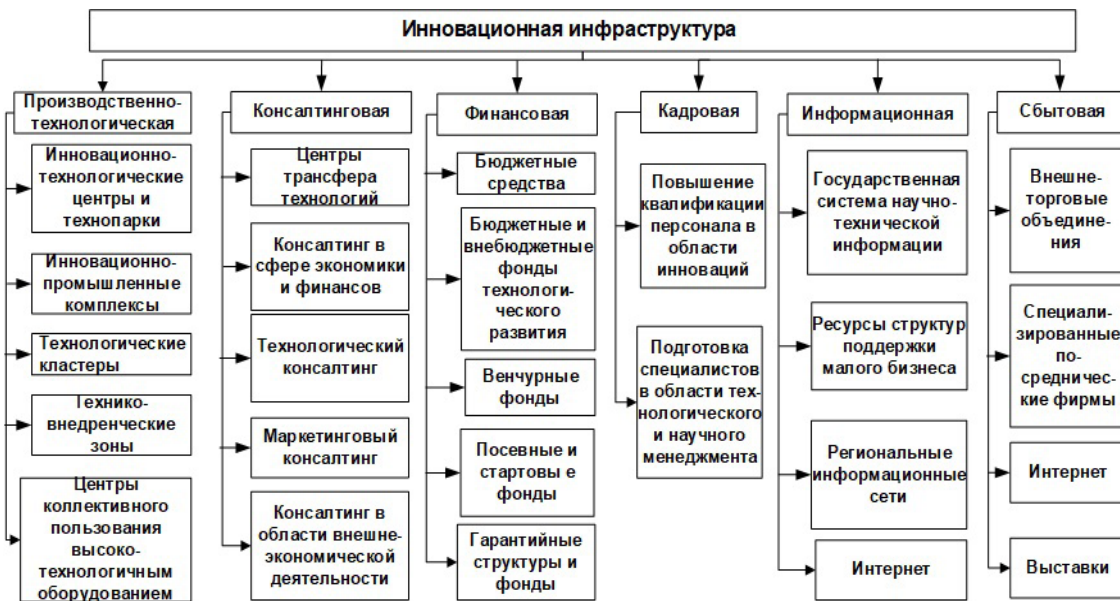 Инновационная инфраструктура
Производственно-
технологическая
Инновационно-
технологические
центры и
технопарки
Инновационно-
промышленные
комплексы
Технологические
кластеры
Технико-
внедренческие
зоны
Центры
коллективного
пользования
высоко-
технологичным
оборудованием
Консалтинговая
Центры
трансфера
технологий
Консалтинг в
сфере экономики
и финансов
Технологический
консалтинг
Маркетинговый
консалтинг
Консалтинг в
области внешне-
экономической
деятельности
Финансовая
Бюджетные
средства
Бюджетные и
внебюджетные
фонды
технологи-
ческого
развития
Венчурные
фонды
Посевные и
стартовы е
фонды
Гарантийные
структуры и
фонды
Кадровая
Повышение
квалификации
персонала в
области
инноваций
Подготовка
специалистов
в области тех-
нологического
и научного
менеджмента
Информационная
Государственная
система научно-
технической
информации
Ресурсы структур
поддержки
малого бизнеса
Региональные
информационные
сети
Интернет
Сбытовая
Внешне-
торговые
объедине-
ния
Специали-
зированные
по-
средничес-
кие фирмы
Интернет
Выставки